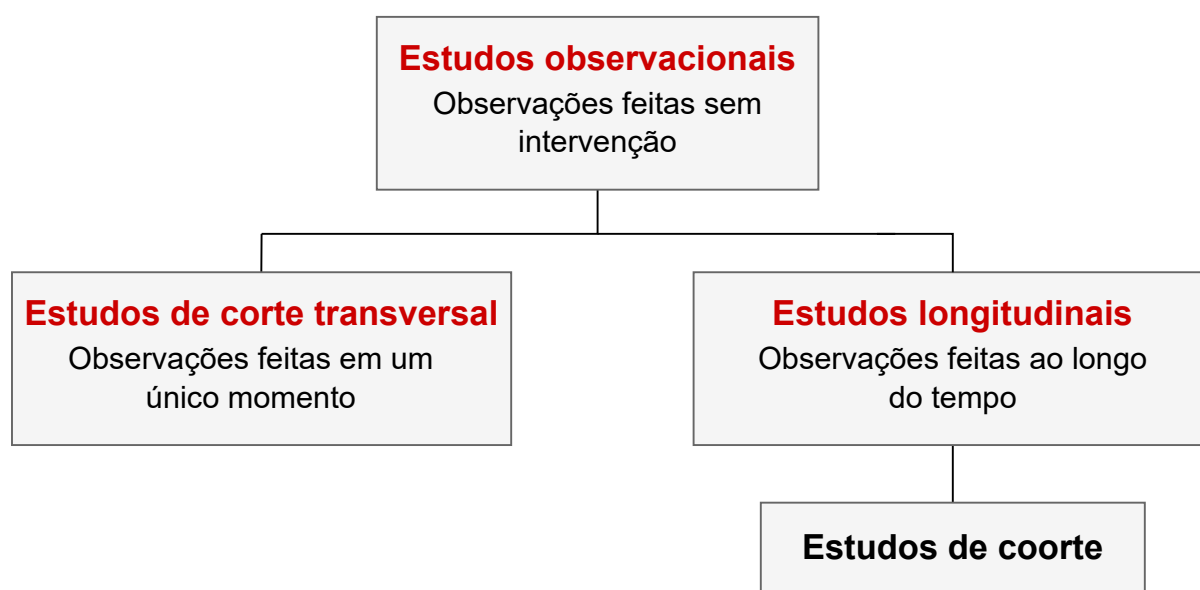 Estudos observacionais
Observações feitas sem
intervenção
Estudos de corte transversal
Observações feitas em um
único momento
Estudos longitudinais
Observações feitas ao longo
do tempo
Estudos de coorte